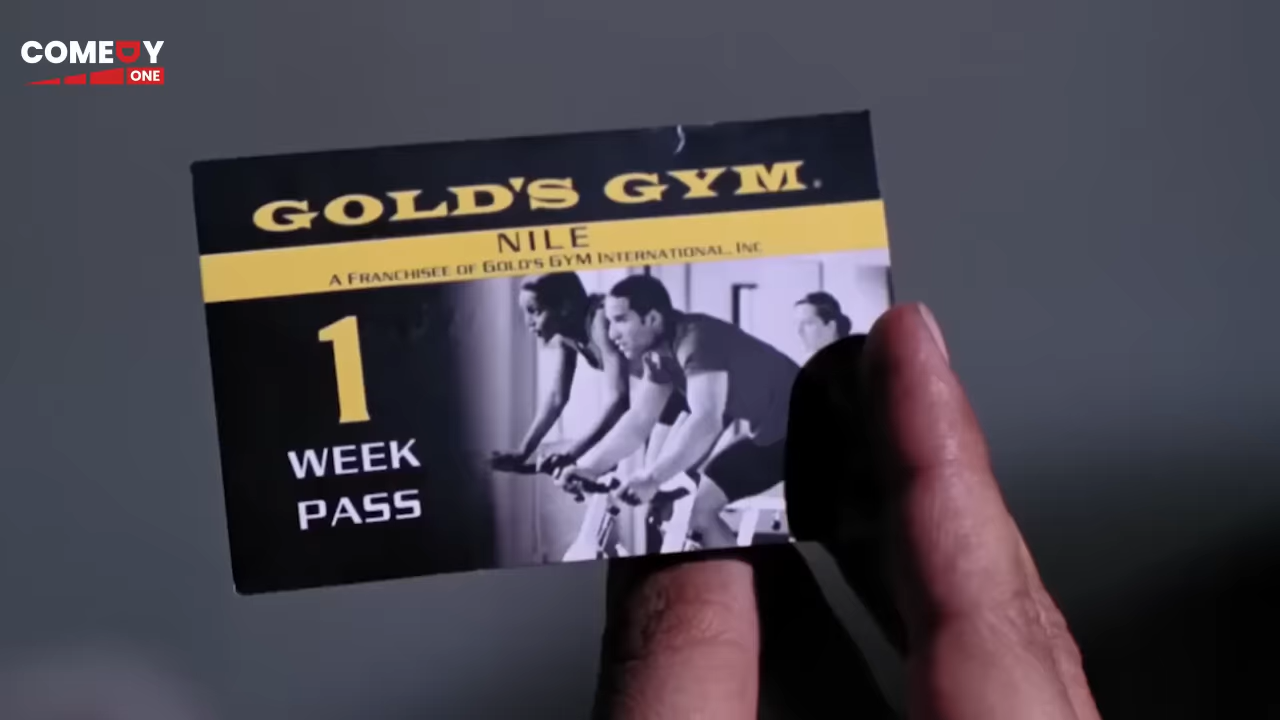 COMEDY
ONE
GOLD'S GYM.
NILE
A FRANCHISEE OF GOLD'S GYM INTERNATIONAL, INC
1
WEEK
PASS